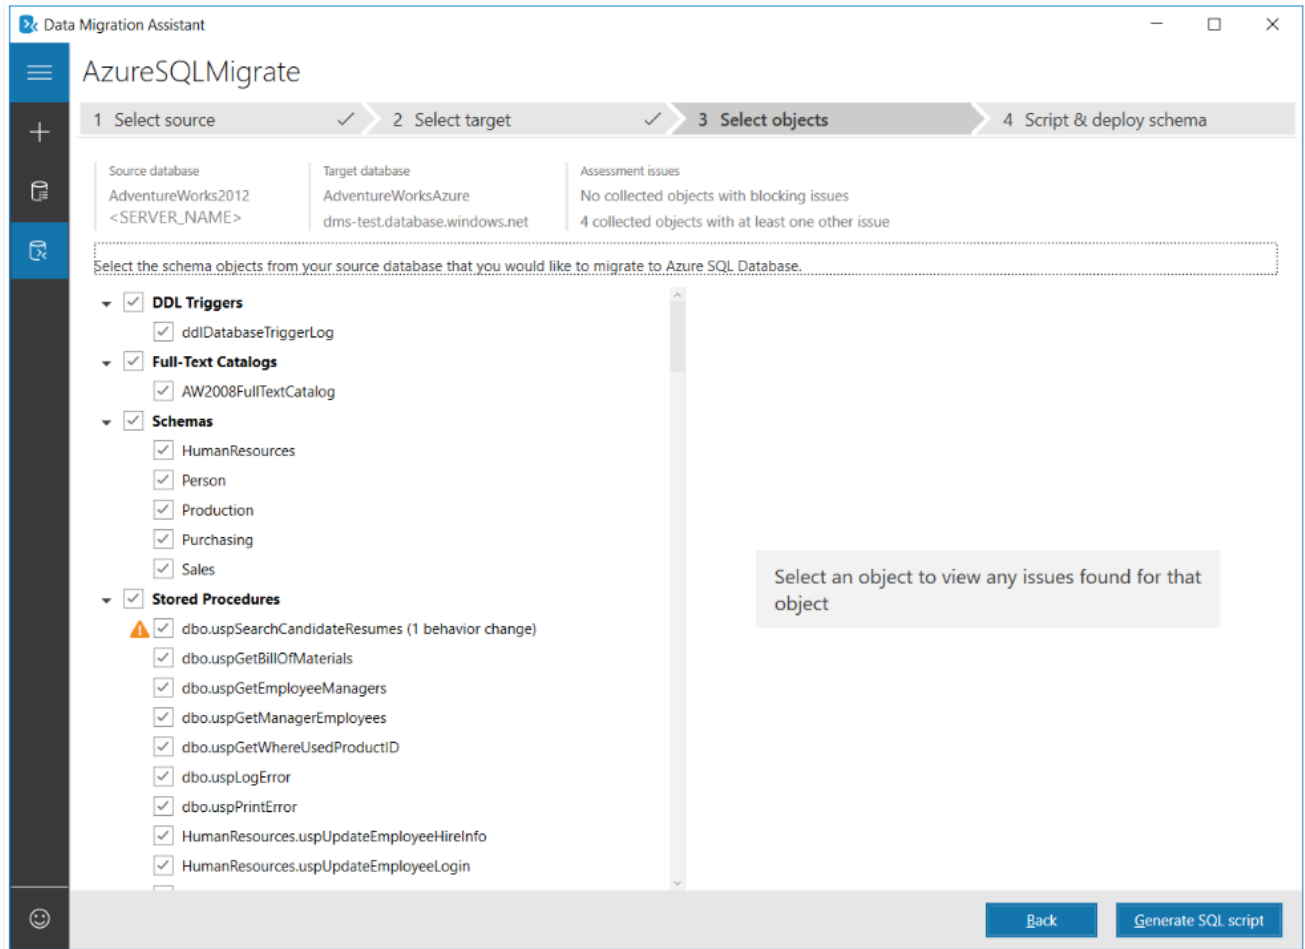 Data Migration Assistant
AzureSQLMigrate
1 Select source
2 Select target
3 Select objects
4 Script & deploy schema
Source database
AdventureWorks2012
<SERVER_NAME>
Target database
AdventureWorksAzure
dms-test.database.windows.net
Assessment issues
No collected objects with blocking issues
4 collected objects with at least one other issue
Select the schema objects from your source database that you would like to migrate to Azure SQL Database.
DDL Triggers
ddlDatabaseTriggerLog
Full-Text Catalogs
AW2008FullTextCatalog
Schemas
HumanResources
Person
Production
Purchasing
Sales
Stored Procedures
dbo.uspSearchCandidateResumes (1 behavior change)
dbo.uspGetBillOfMaterials
dbo.uspGetEmployeeManagers
dbo.uspGetManagerEmployees
dbo.uspGetWhereUsedProductID
dbo.uspLogError
dbo.uspPrintError
HumanResources.uspUpdateEmployeeHireInfo
HumanResources.uspUpdateEmployeeLogin
Select an object to view any issues found for that
object
Back
Generate SQL script